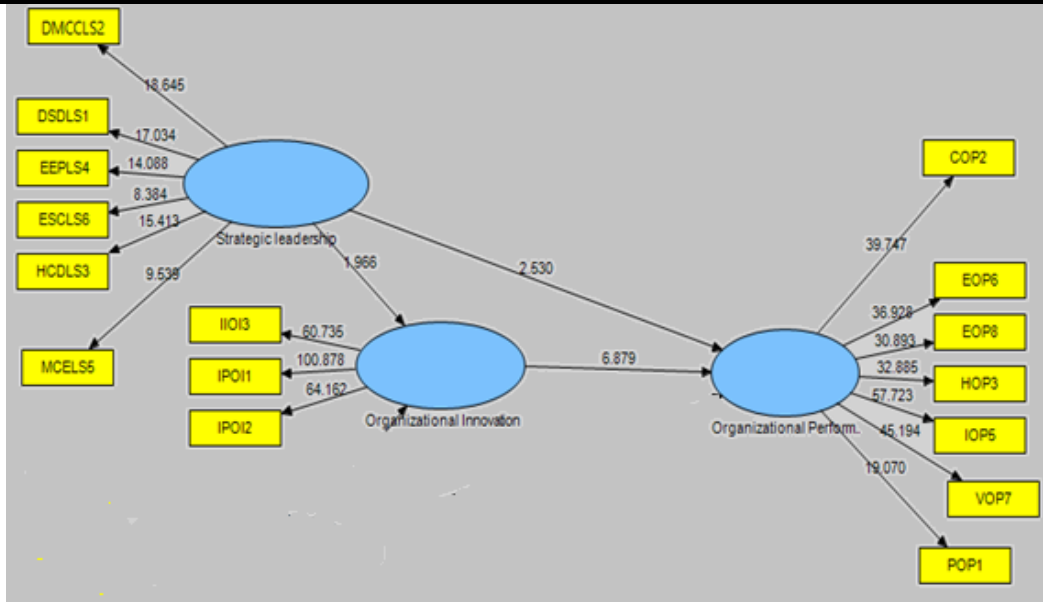 DMCCLS2
18.645
DSDLS1
17.034
EEPLS4
14.088
ESCLS6
8.384
HCDLS3
15.413
MCELS5
9.539
Strategic leadership
1.966
2.530
IIOI3
60.735
IPOI1
100.878
IPOI2
64.162
Organizational Innovation
6.879
Organizational Perform..
COP2
39.747
EOP6
36.928
EOP8
30.893
HOP3
32.885
IOP5
57.723
VOP7
45.194
POP1
19.070